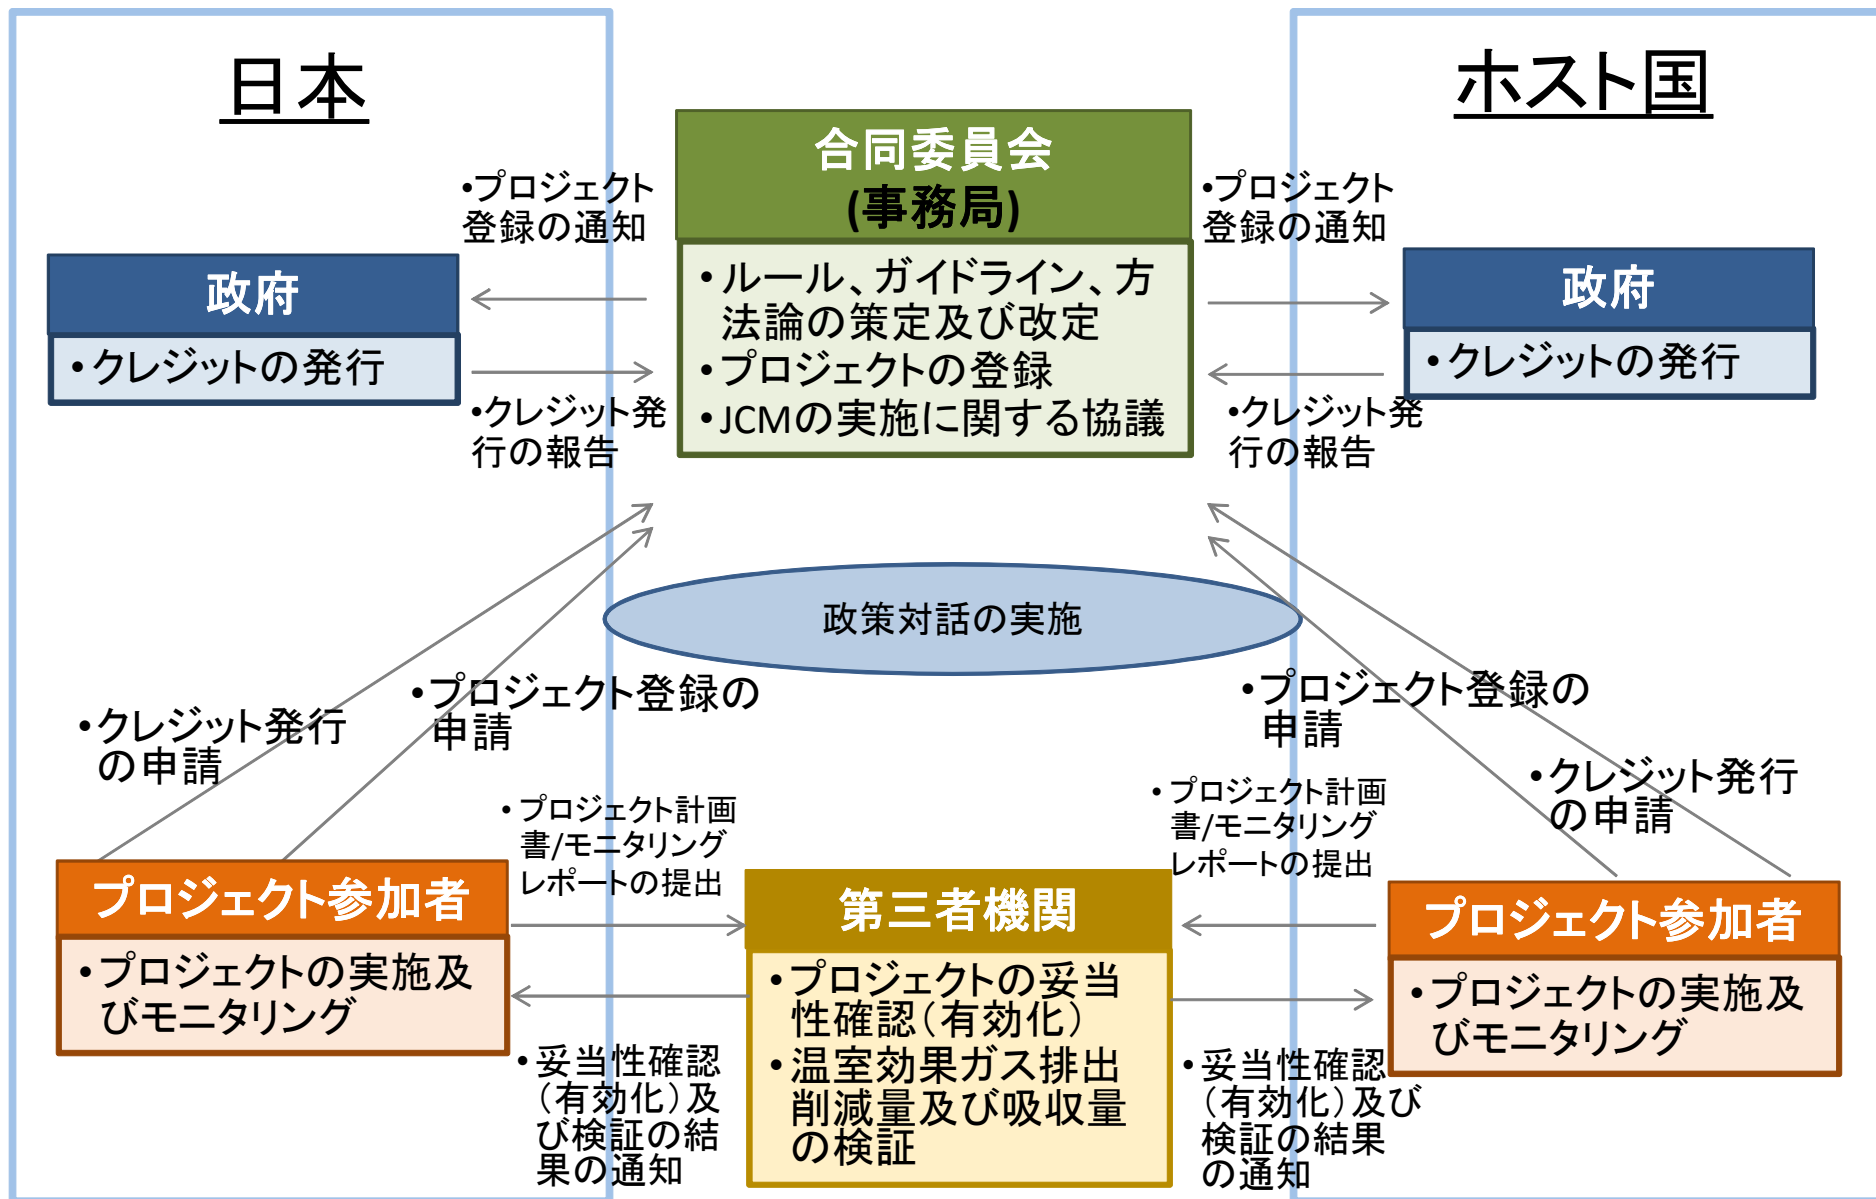 日本
ホスト国
合同委員会
(事務局)
•プロジェクト
登録の通知
•プロジェクト
登録の通知
政府
•クレジットの発行
•ルール、ガイドライン、方
法論の策定及び改定
•プロジェクトの登録
•JCMの実施に関する協議
政府
•クレジットの発行
•クレジット発
行の報告
•クレジット発
行の報告
政策対話の実施
•クレジット発行
の申請
•プロジェクト登録の
申請
•プロジェクト登録の
申請
•クレジット発行
の申請
•プロジェクト計画
書/モニタリング
レポートの提出
•プロジェクト計画
書/モニタリング
レポートの提出
プロジェクト参加者
•プロジェクトの実施及
びモニタリング
第三者機関
•プロジェクトの妥当
性確認(有効化)
•温室効果ガス排出
削減量及び吸収量
の検証
プロジェクト参加者
•プロジェクトの実施及
びモニタリング
•妥当性確認
(有効化)及
び検証の結
果の通知
•妥当性確認
(有効化)及び
検証の結果
の通知